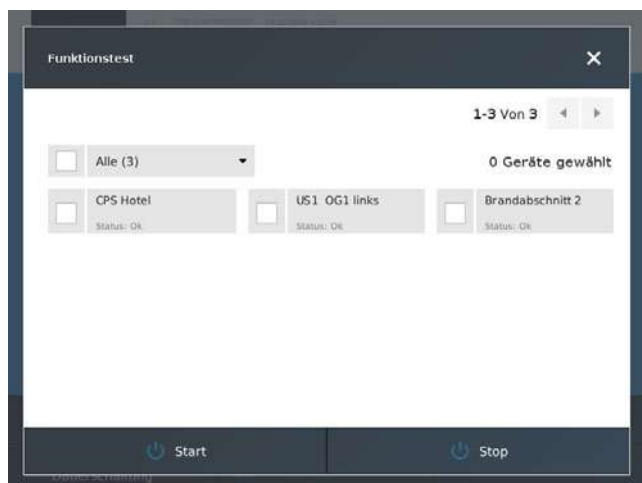 Funktionstest
1-3 Von 3
Alle (3)
0 Geräte gewählt
CPS Hotel
US1 OG1 links
Brandabschnitt 2
Status: Ok
Status: Ok
Status: Ok
Start
Stop
Dauerschaltung